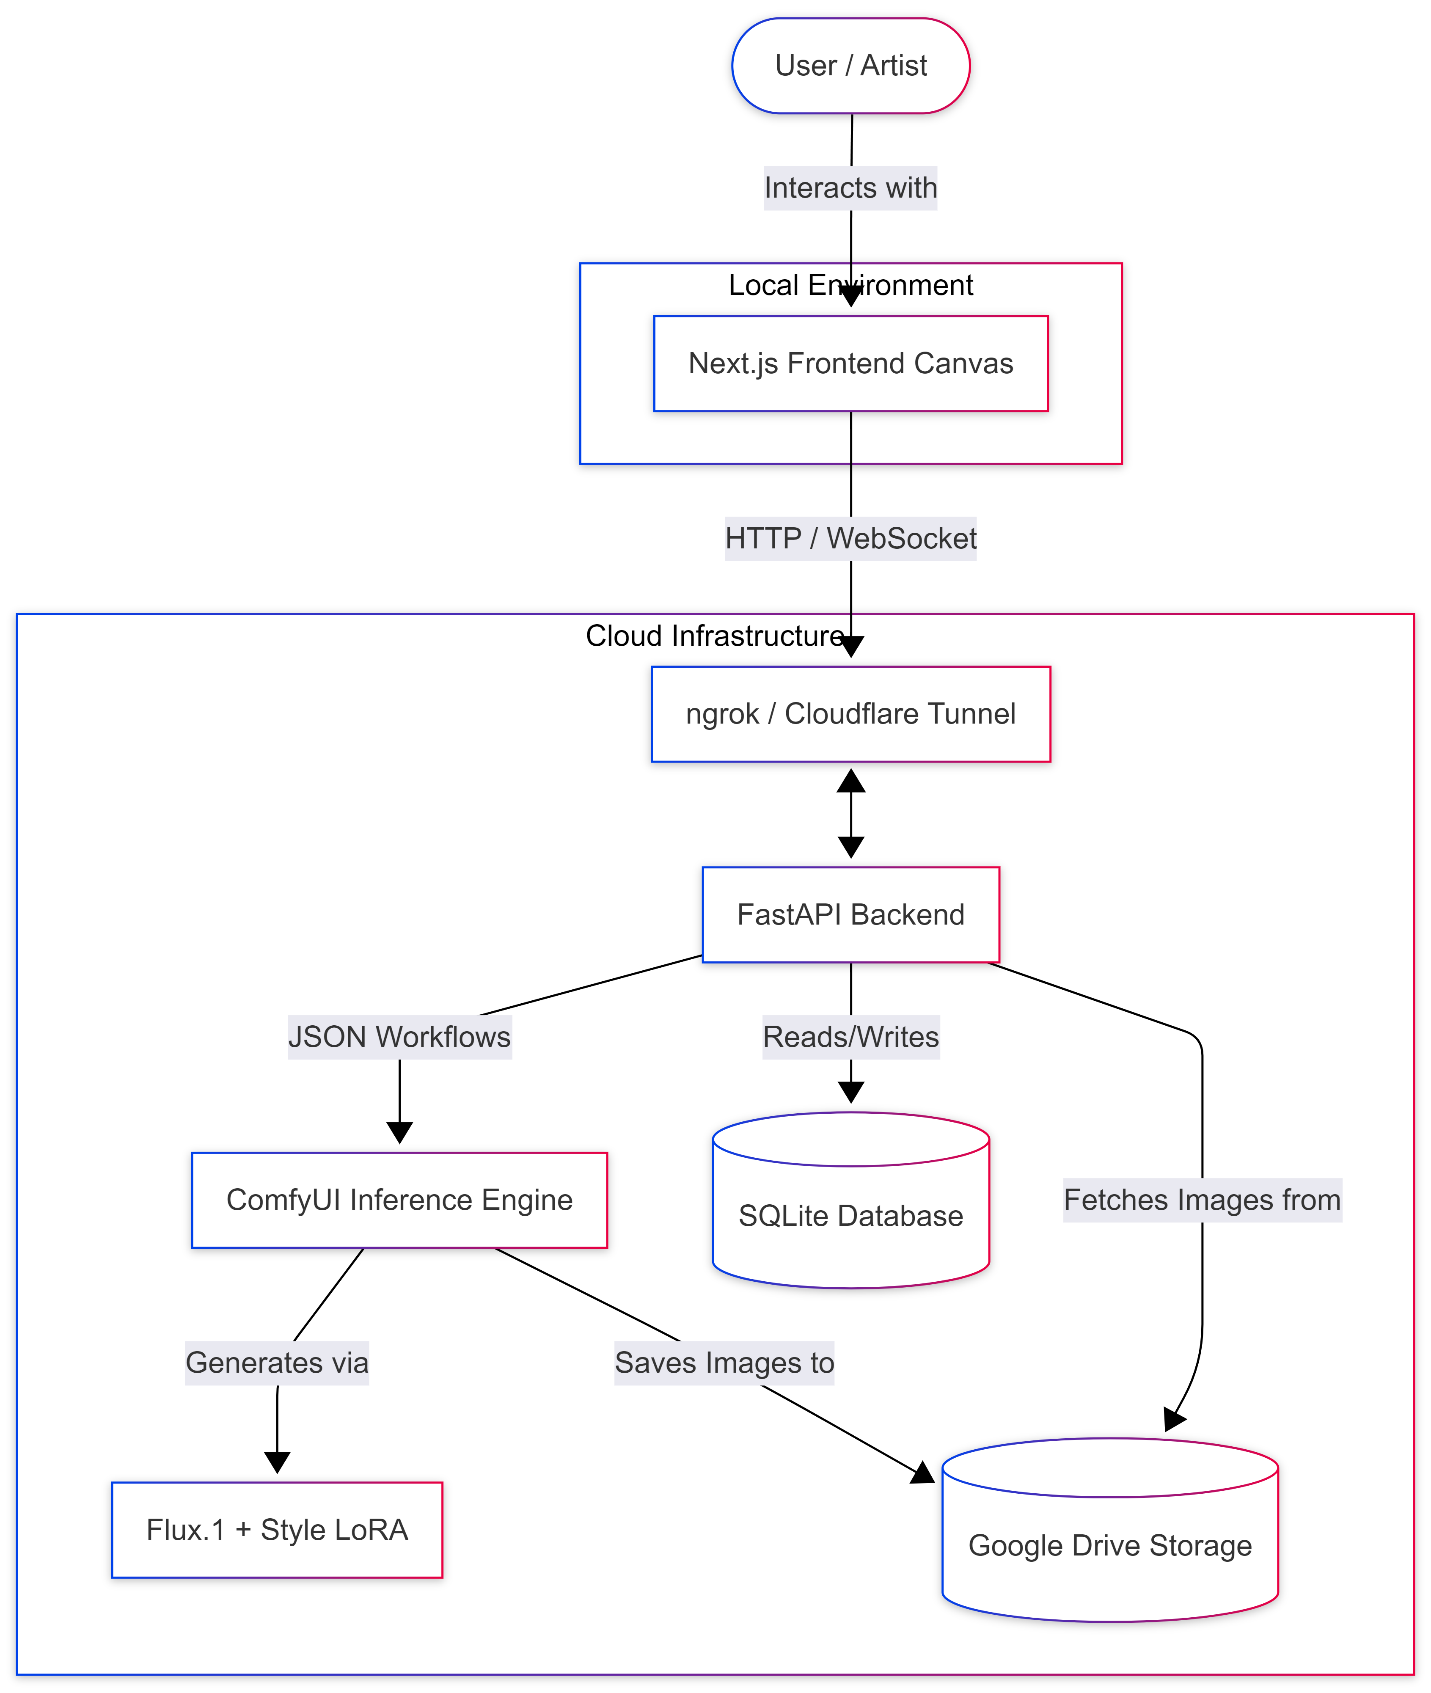 User / Artist
Interacts with
Local Environment
Next.js Frontend Canvas
HTTP / WebSocket
Cloud Infrastructure
ngrok / Cloudflare Tunnel
FastAPI Backend
JSON Workflows
Reads/Writes
ComfyUI Inference Engine
SQLite Database
Fetches Images from
Generates via
Saves Images to
Flux.1 + Style LoRA
Google Drive Storage